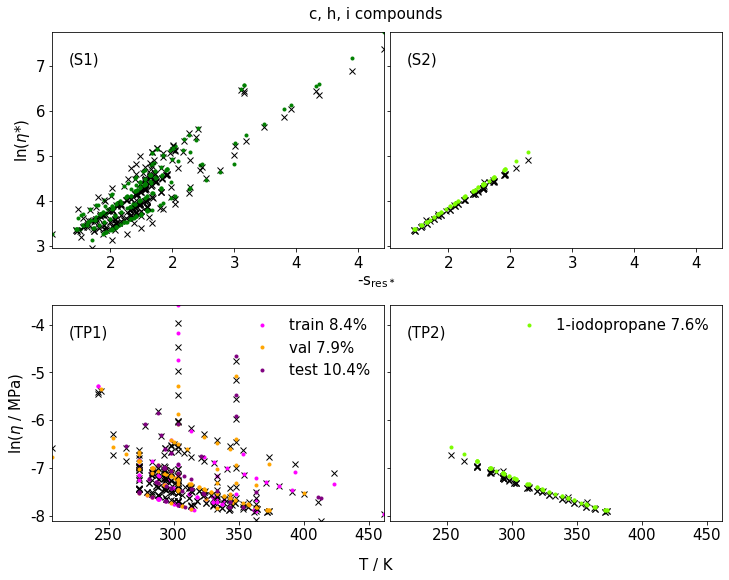 c, h, i compounds
(S1)
(S2)
ln(η*)
7
6
5
4
3
2 2 3 4 4
2 2 3 4 4
-s_res*
(TP1)
train 8.4%
val 7.9%
test 10.4%
(TP2)
1-iodopropane 7.6%
ln(η / MPa)
-4
-5
-6
-7
-8
250 300 350 400 450
250 300 350 400 450
T / K